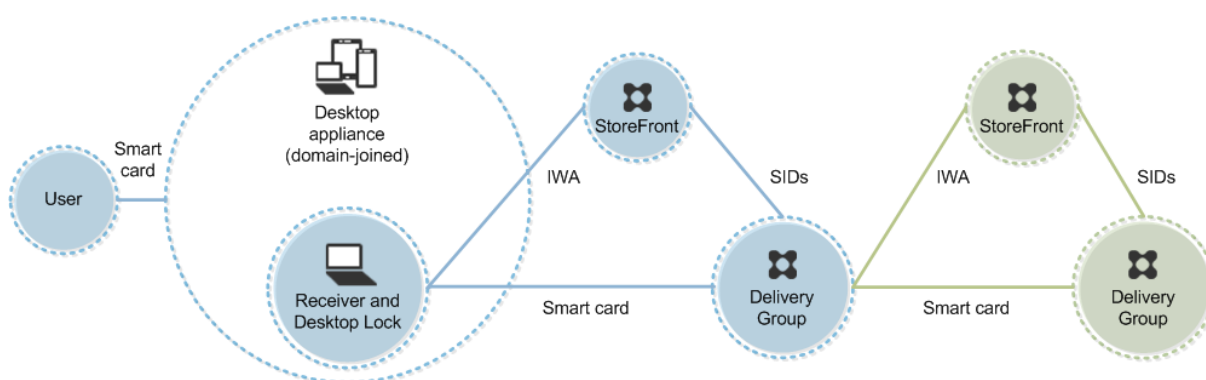 User
Smart
card
Desktop
appliance
(domain-joined)
Receiver and
Desktop Lock
IWA
StoreFront
SIDs
Smart card
Delivery
Group
IWA
StoreFront
SIDs
Smart card
Delivery
Group